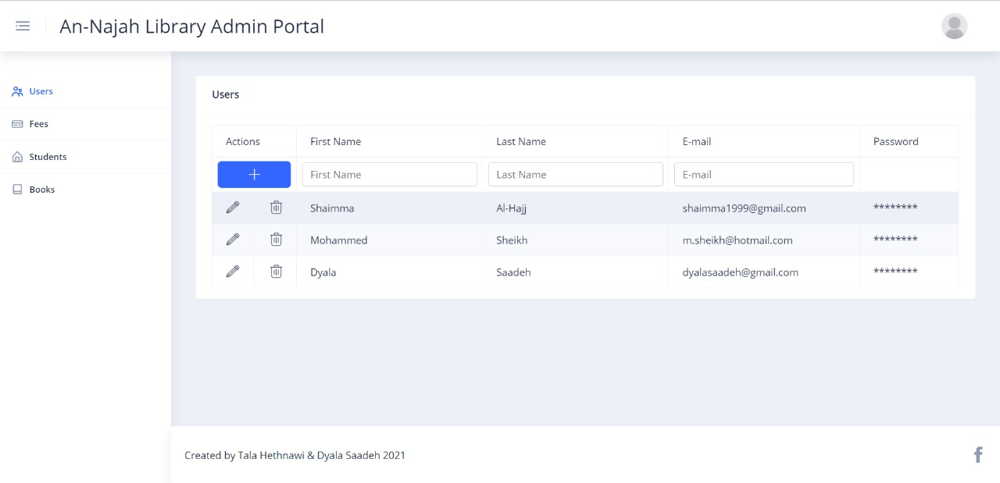 An-Najah Library Admin Portal
Users
Fees
Students
Books
Users
Actions First Name Last Name E-mail Password
First Name Last Name E-mail
Shaimma Al-Hajj shaimma1999@gmail.com ********
Mohammed Sheikh m.sheikh@hotmail.com ********
Dyala Saadeh dyalasaadeh@gmail.com ********
Created by Tala Hethnawi & Dyala Saadeh 2021